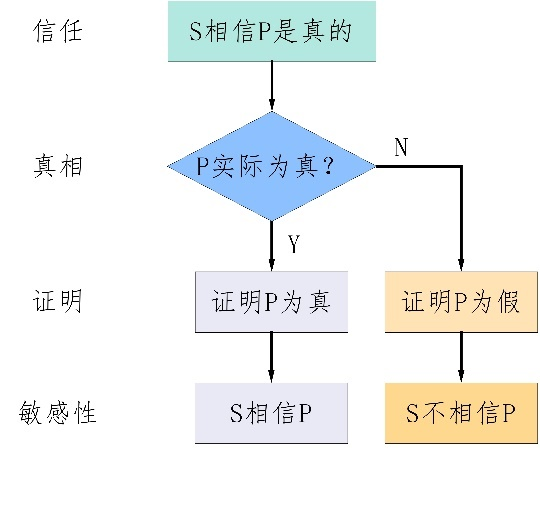 信任
S相信P是真的
真相
P实际为真？
N
Y
证明
证明P为真
证明P为假
敏感性
S相信P
S不相信P